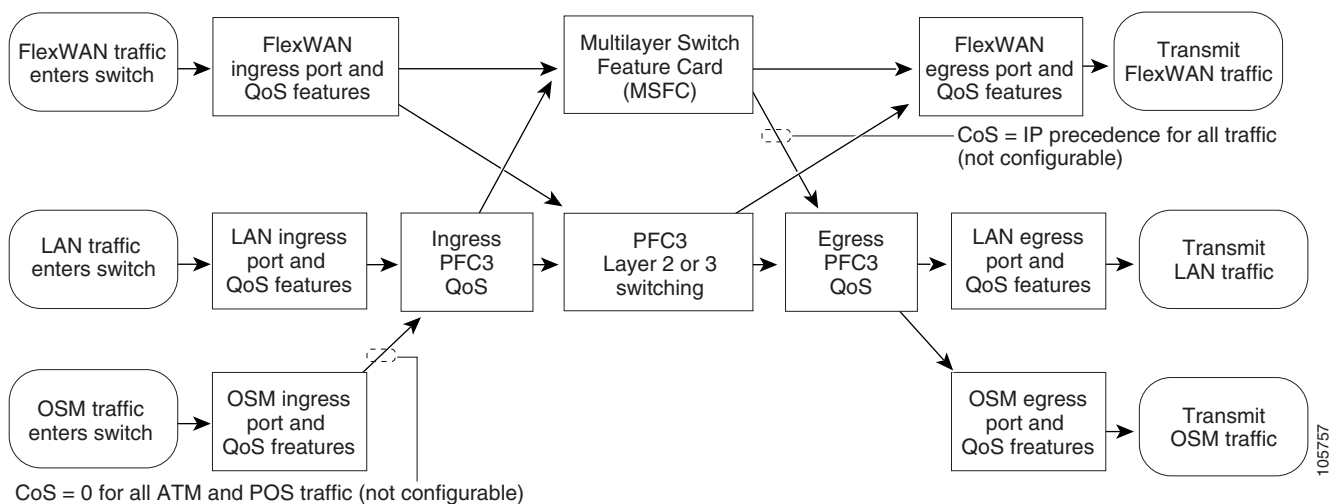 FlexWAN traffic
enters switch
FlexWAN
ingress port and
QoS features
Multilayer Switch
Feature Card
(MSFC)
FlexWAN
egress port and
QoS features
Transmit
FlexWAN traffic
CoS = IP precedence for all traffic
(not configurable)
LAN traffic
enters switch
LAN ingress
port and
QoS features
Ingress
PFC3
QoS
PFC3
Layer 2 or 3
switching
Egress
PFC3
QoS
LAN egress
port and
QoS features
Transmit
LAN traffic
OSM traffic
enters switch
OSM ingress
port and
QoS freatures
OSM egress
port and
QoS freatures
Transmit
OSM traffic
105757
CoS = 0 for all ATM and POS traffic (not configurable)